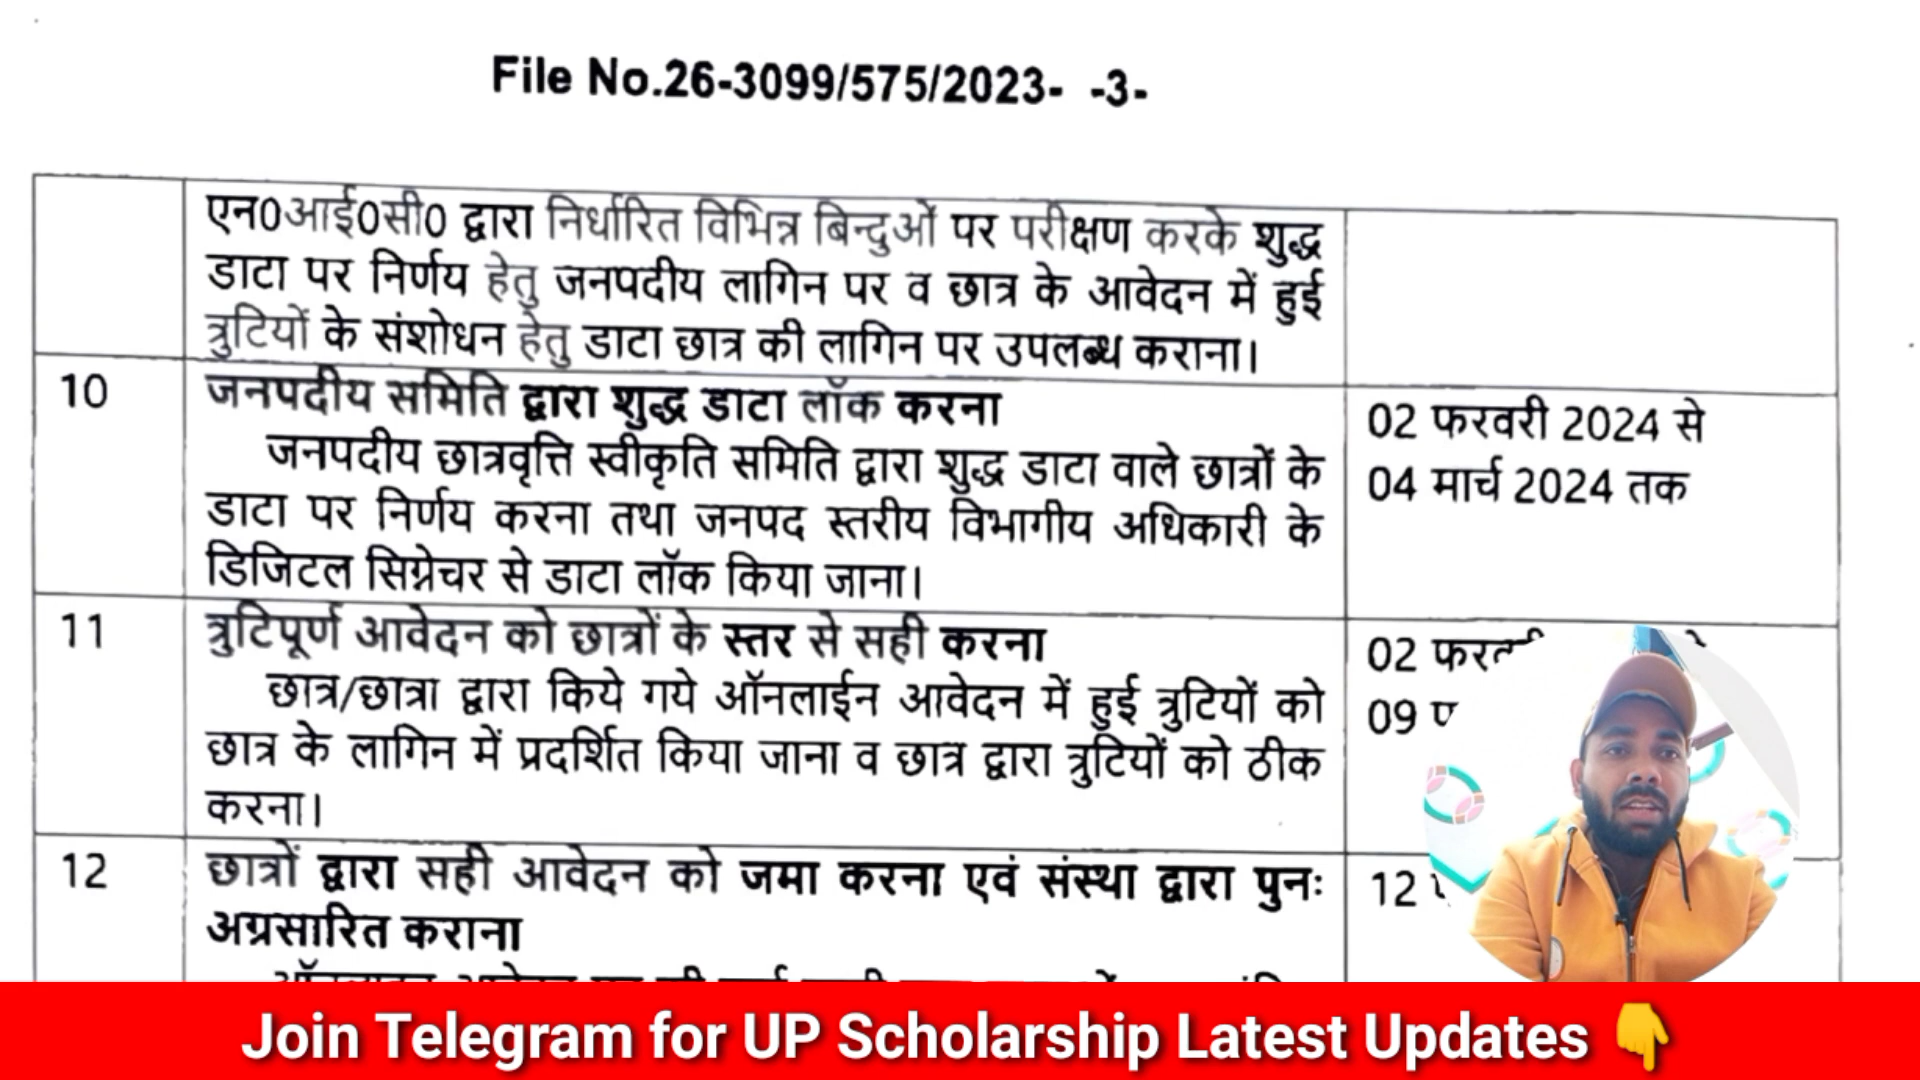 File No.26-3099/575/2023- -3-
एन0आई0सी0 द्वारा निर्धारित विभिन्न बिन्दुओं पर परीक्षण करके शुद्ध
डाटा पर निर्णय हेतु जनपदीय लागिन पर व छात्र के आवेदन में हुई
त्रुटियों के संशोधन हेतु डाटा छात्र की लागिन पर उपलब्ध कराना।
10
जनपदीय समिति द्वारा शुद्ध डाटा लॉक करना
जनपदीय छात्रवृत्ति स्वीकृति समिति द्वारा शुद्ध डाटा वाले छात्रों के
डाटा पर निर्णय करना तथा जनपद स्तरीय विभागीय अधिकारी के
डिजिटल सिग्नेचर से डाटा लॉक किया जाना।
02 फरवरी 2024 से
04 मार्च 2024 तक
11
त्रुटिपूर्ण आवेदन को छात्रों के स्तर से सही करना
छात्र/छात्रा द्वारा किये गये ऑनलाईन आवेदन में हुई त्रुटियों को
छात्र के लागिन में प्रदर्शित किया जाना व छात्र द्वारा त्रुटियों को ठीक
करना।
02
09
12
छात्रों द्वारा सही आवेदन को जमा करना एवं संस्था द्वारा पुनः
अग्रसारित कराना
12
Join Telegram for UP Scholarship Latest Updates 👇